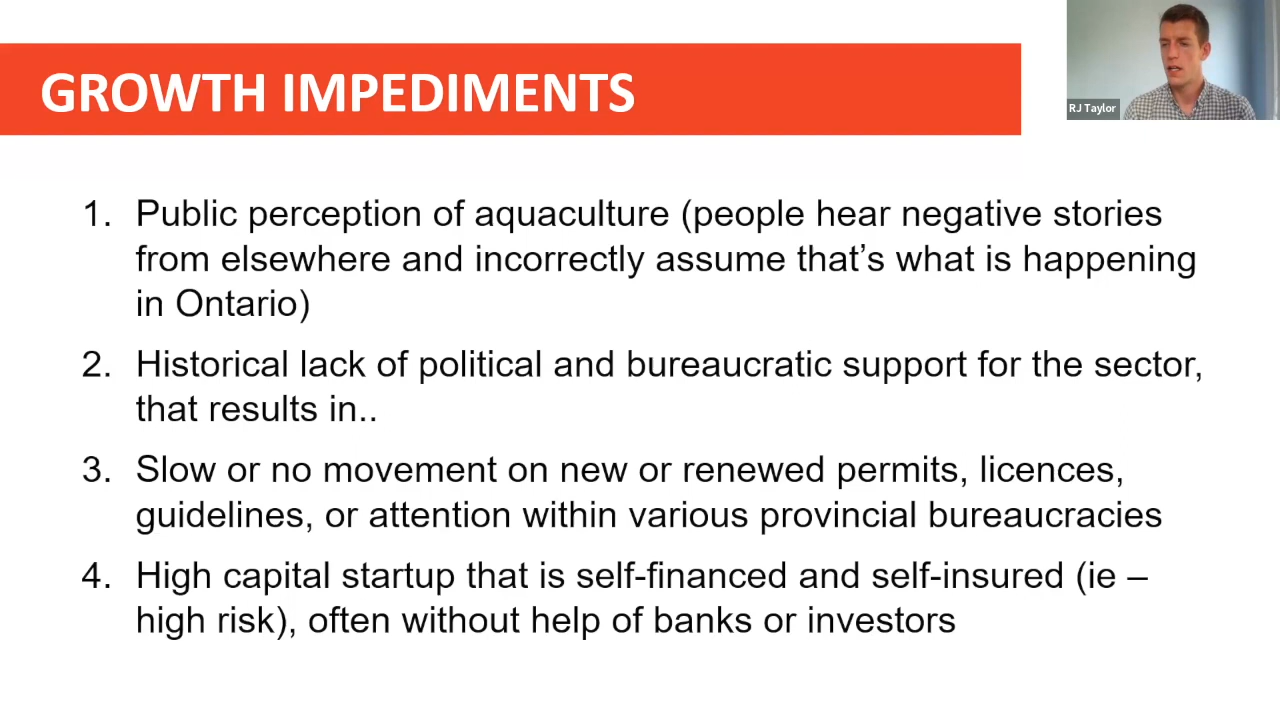 GROWTH IMPEDIMENTS
RJ Taylor
1. Public perception of aquaculture (people hear negative stories
from elsewhere and incorrectly assume that’s what is happening
in Ontario)
2. Historical lack of political and bureaucratic support for the sector,
that results in..
3. Slow or no movement on new or renewed permits, licences,
guidelines, or attention within various provincial bureaucracies
4. High capital startup that is self-financed and self-insured (ie –
high risk), often without help of banks or investors